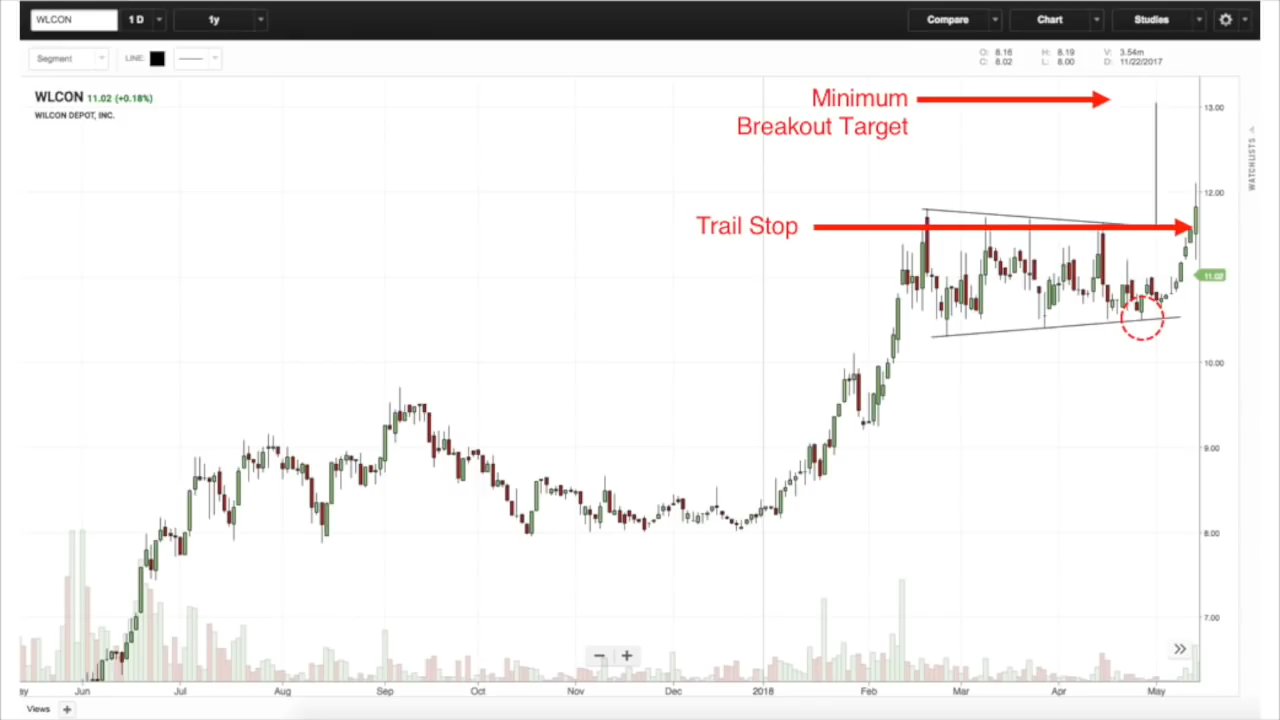 WLCON 1 D 1y Compare Chart Studies
Segment LINE: O: 8.16 H: 8.19 V: 3.54m
C: 8.02 L: 8.00 D: 11/22/2017
WLCON 11.02 (+0.18%)
WILCON DEPOT, INC.
Minimum
Breakout Target
Trail Stop
13.00
12.00
11.02
10.00
9.00
8.00
7.00
WATCHLISTS
− +
ay Jun Jul Aug Sep Oct Nov Dec 2018 Feb Mar Apr May
Views +